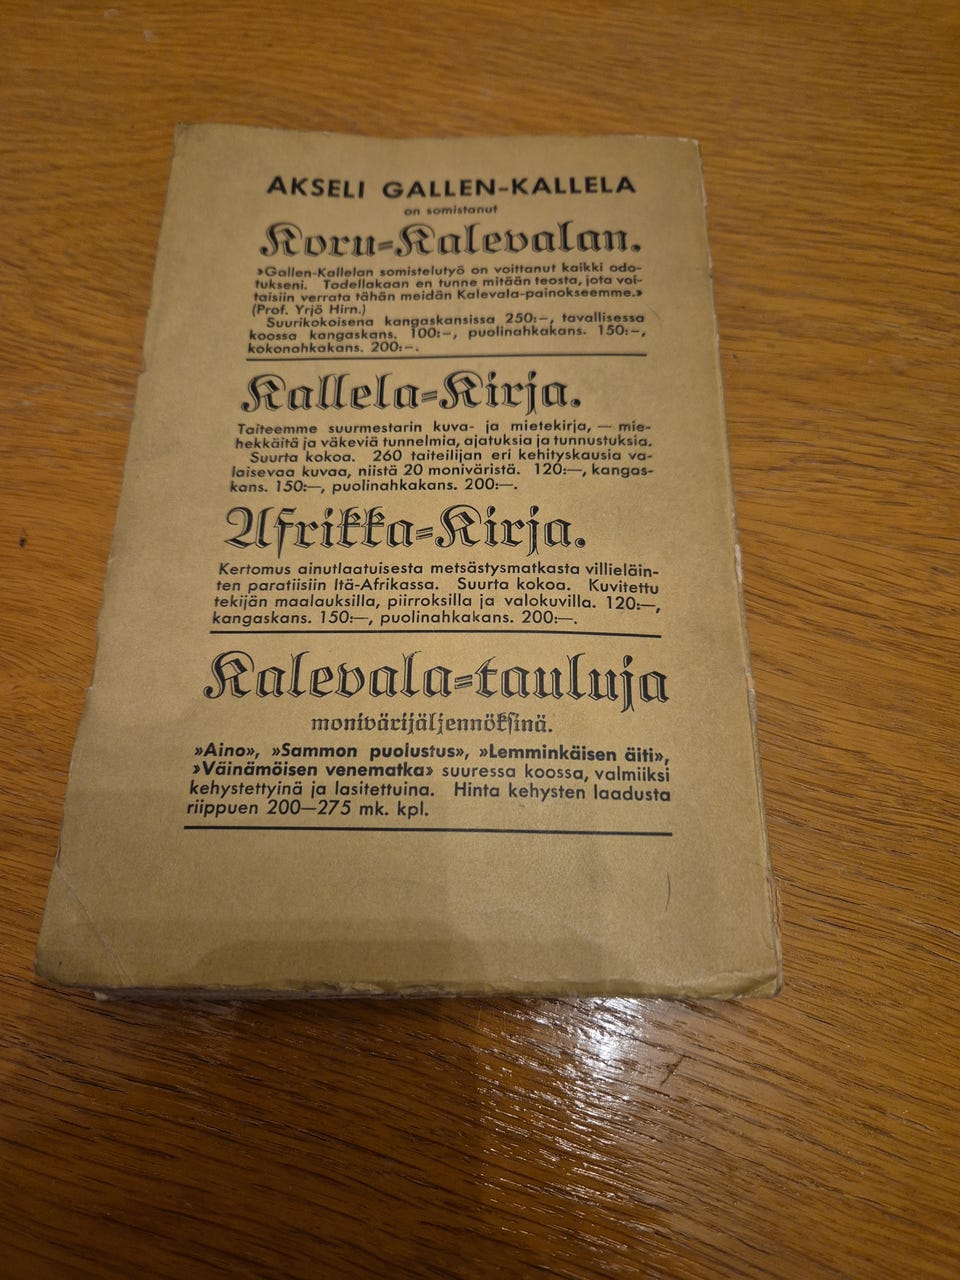 AKSELI GALLEN-KALLELA
on somistanut
Koru-Kalevalan.
»Gallen-Kallelan somistelutyö on voittanut kaikki odo-
tukseni. Todellakaan en tunne mitään teosta, jota voi-
taisiin verrata tähän meidän Kalevala-painokseemme.»
(Prof. Yrjö Hirn.)
Suurikokoisena kangaskansissa 250:–, tavallisessa
koossa kangaskans. 100:–, puolinahkakans. 150:–,
kokonahkakans. 200:–.
Kallela-Kirja.
Taiteemme suurmestarin kuva- ja mietekirja, — mie-
hekkäitä ja väkeviä tunnelmia, ajatuksia ja tunnustuksia.
Suurta kokoa. 260 taiteilijan eri kehityskausia va-
laisevaa kuvaa, niistä 20 moniväristä. 120:—, kangas-
kans. 150:—, puolinahkakans. 200:—.
Afrikka-Kirja.
Kertomus ainutlaatuisesta metsästysmatkasta villieläin-
ten paratiisiin Itä-Afrikassa. Suurta kokoa. Kuvitettu
tekijän maalauksilla, piirroksilla ja valokuvilla. 120:—,
kangaskans. 150:—, puolinahkakans. 200:—.
Kalevala-tauluja
monivärijäljennöksinä.
»Aino», »Sammon puolustus», »Lemminkäisen äiti»,
»Väinämöisen venematka» suuressa koossa, valmiiksi
kehystettyinä ja lasitettuina. Hinta kehysten laadusta
riippuen 200—275 mk. kpl.